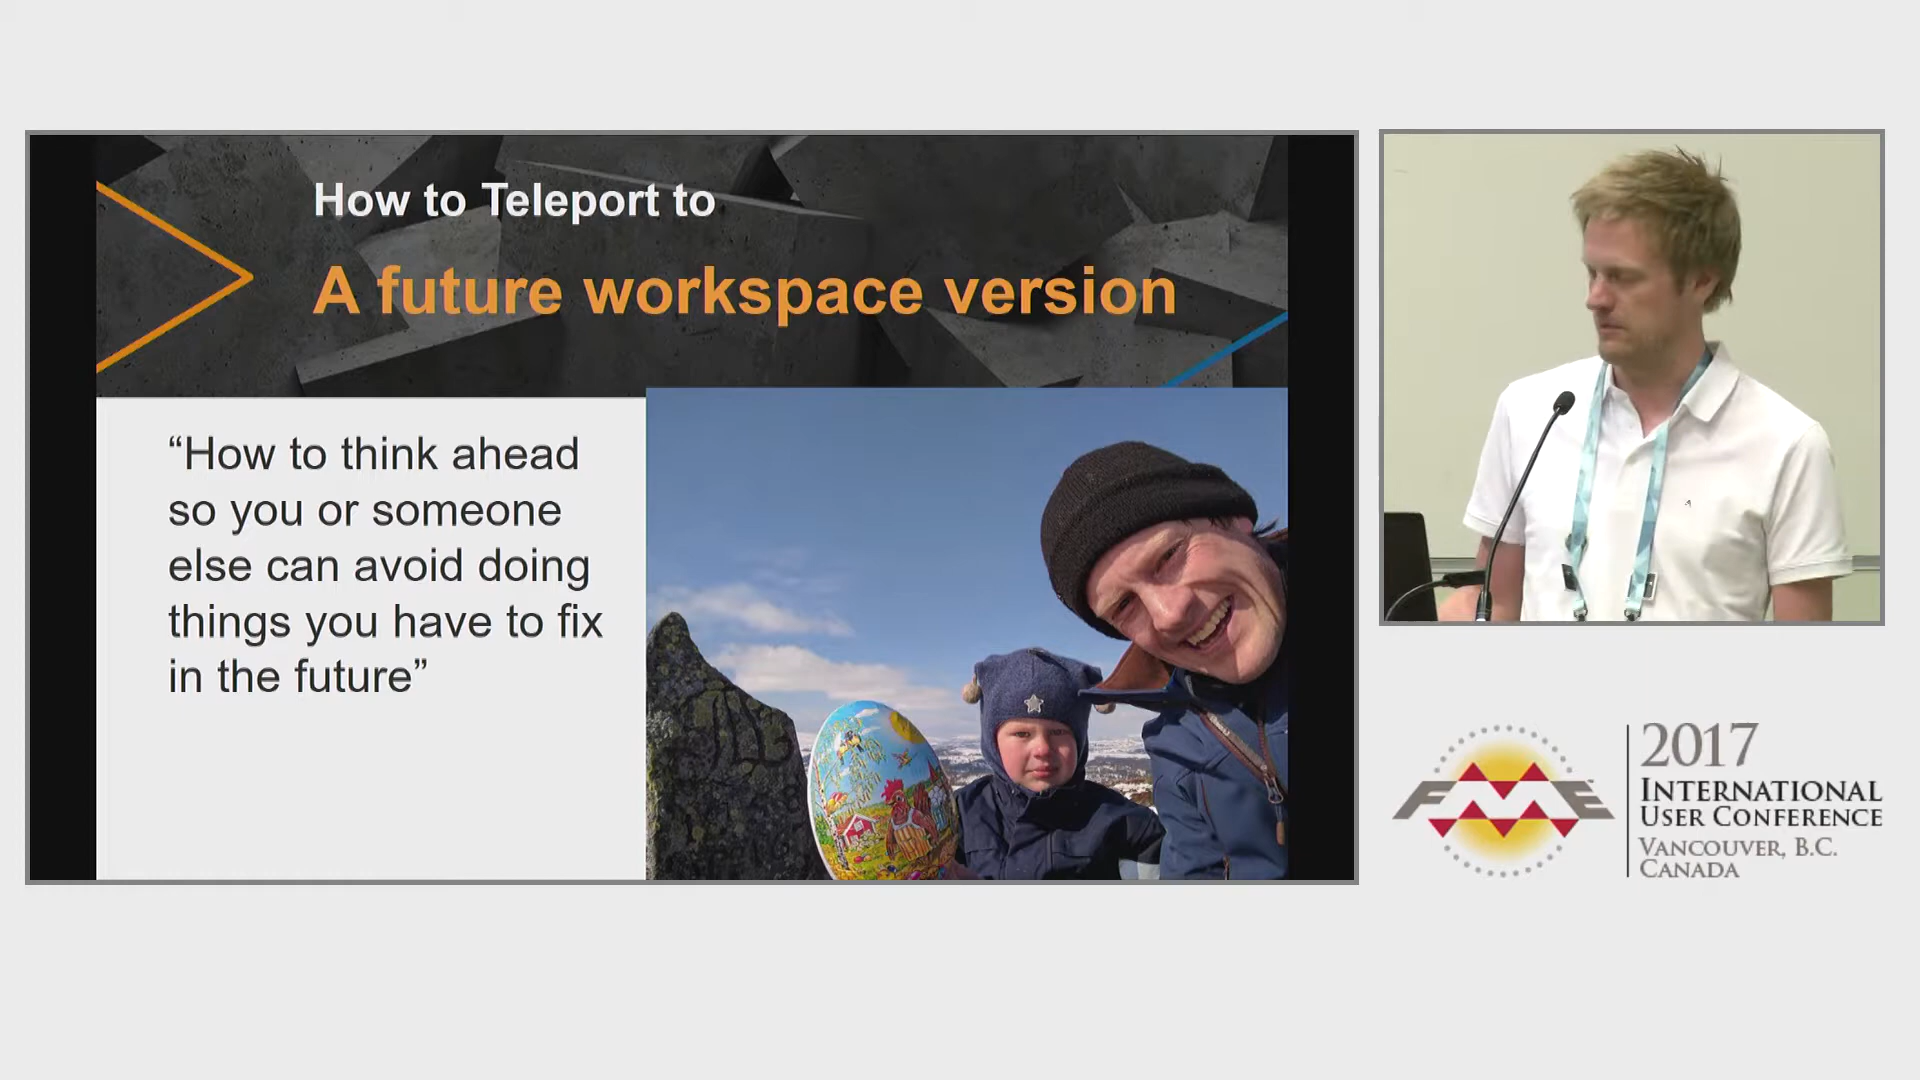 How to Teleport to
A future workspace version
“How to think ahead
so you or someone
else can avoid doing
things you have to fix
in the future”
FME
2017
INTERNATIONAL
USER CONFERENCE
VANCOUVER, B.C.
CANADA